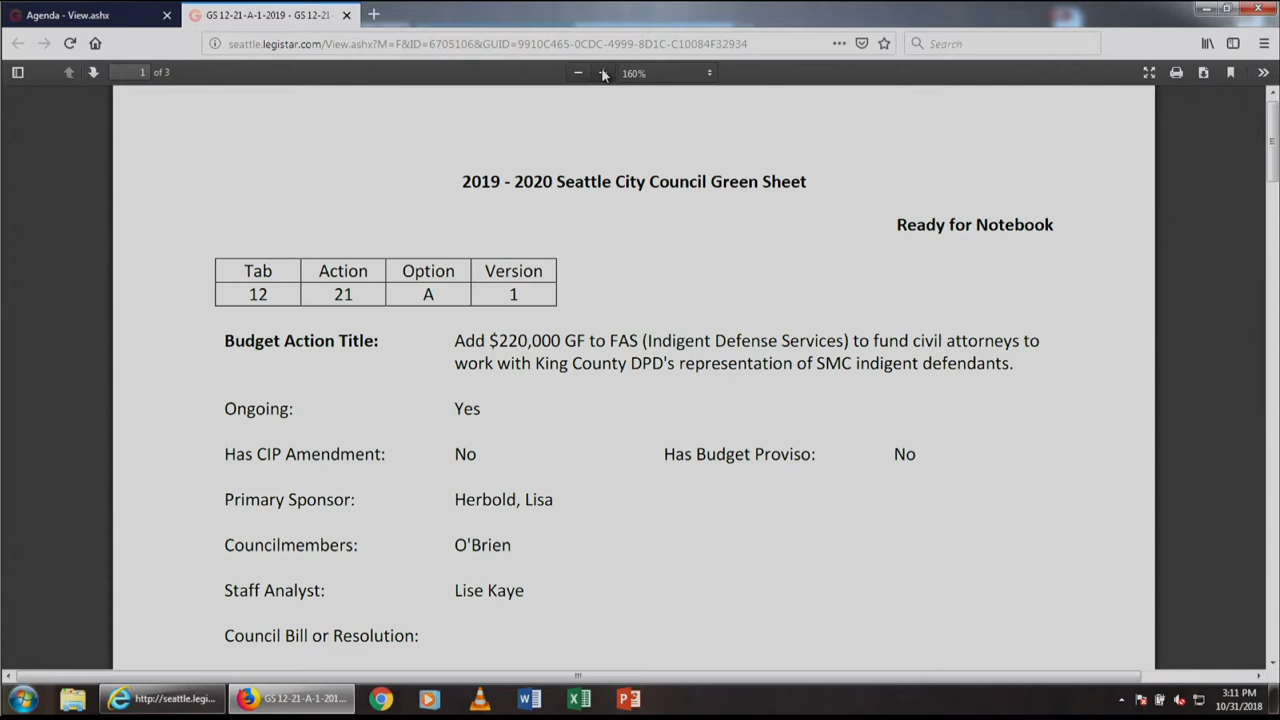 Agenda - View.ashx
GS 12-21-A-1-2019 - GS 12-21-
seattle.legistar.com/View.ashx?M=F&ID=6705106&GUID=9910C465-0CDC-4999-8D1C-C10084F32934
Search
1 of 3
160%
2019 - 2020 Seattle City Council Green Sheet
Ready for Notebook
Tab Action Option Version
12 21 A 1
Budget Action Title: Add $220,000 GF to FAS (Indigent Defense Services) to fund civil attorneys to
work with King County DPD's representation of SMC indigent defendants.
Ongoing: Yes
Has CIP Amendment: No Has Budget Proviso: No
Primary Sponsor: Herbold, Lisa
Councilmembers: O'Brien
Staff Analyst: Lise Kaye
Council Bill or Resolution:
http://seattle.legi...
GS 12-21-A-1-201...
3:11 PM
10/31/2018